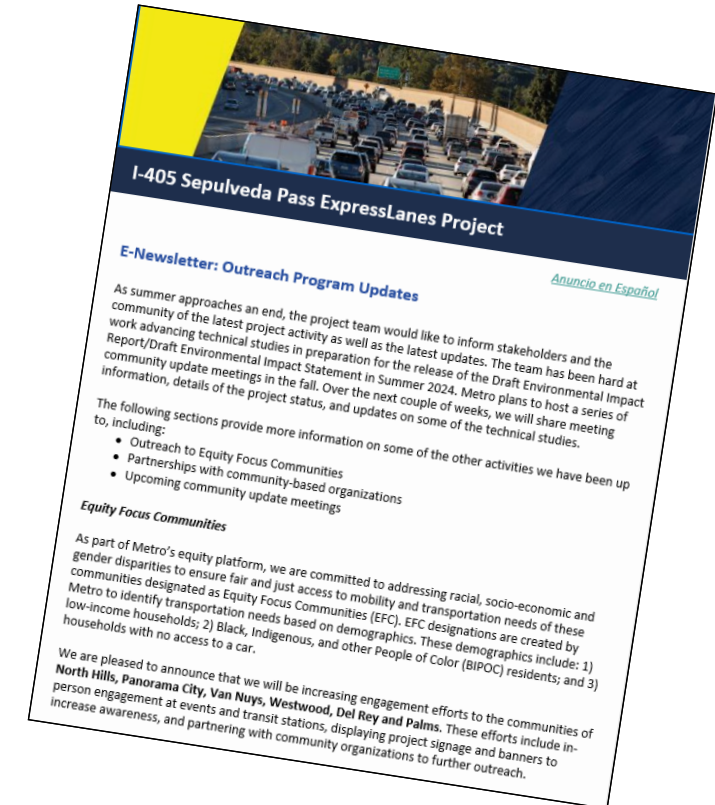 I-405 Sepulveda Pass ExpressLanes Project
E-Newsletter: Outreach Program Updates
Anuncio en Español
As summer approaches an end, the project team would like to inform stakeholders and the
community of the latest project activity as well as the latest updates. The team has been hard at
work advancing technical studies in preparation for the release of the Draft Environmental Impact
Report/Draft Environmental Impact Statement in Summer 2024. Metro plans to host a series of
community update meetings in the fall. Over the next couple of weeks, we will share meeting
information, details of the project status, and updates on some of the technical studies.
The following sections provide more information on some of the other activities we have been up
to, including:
• Outreach to Equity Focus Communities
• Partnerships with community-based organizations
• Upcoming community update meetings
Equity Focus Communities
As part of Metro's equity platform, we are committed to addressing racial, socio-economic and
gender disparities to ensure fair and just access to mobility and transportation needs of these
communities designated as Equity Focus Communities (EFC). EFC designations are created by
Metro to identify transportation needs based on demographics. These demographics include: 1)
low-income households; 2) Black, Indigenous, and other People of Color (BIPOC) residents; and 3)
households with no access to a car.
We are pleased to announce that we will be increasing engagement efforts to the communities of
North Hills, Panorama City, Van Nuys, Westwood, Del Rey and Palms. These efforts include in-
person engagement at events and transit stations, displaying project signage and banners to
increase awareness, and partnering with community organizations to further outreach.